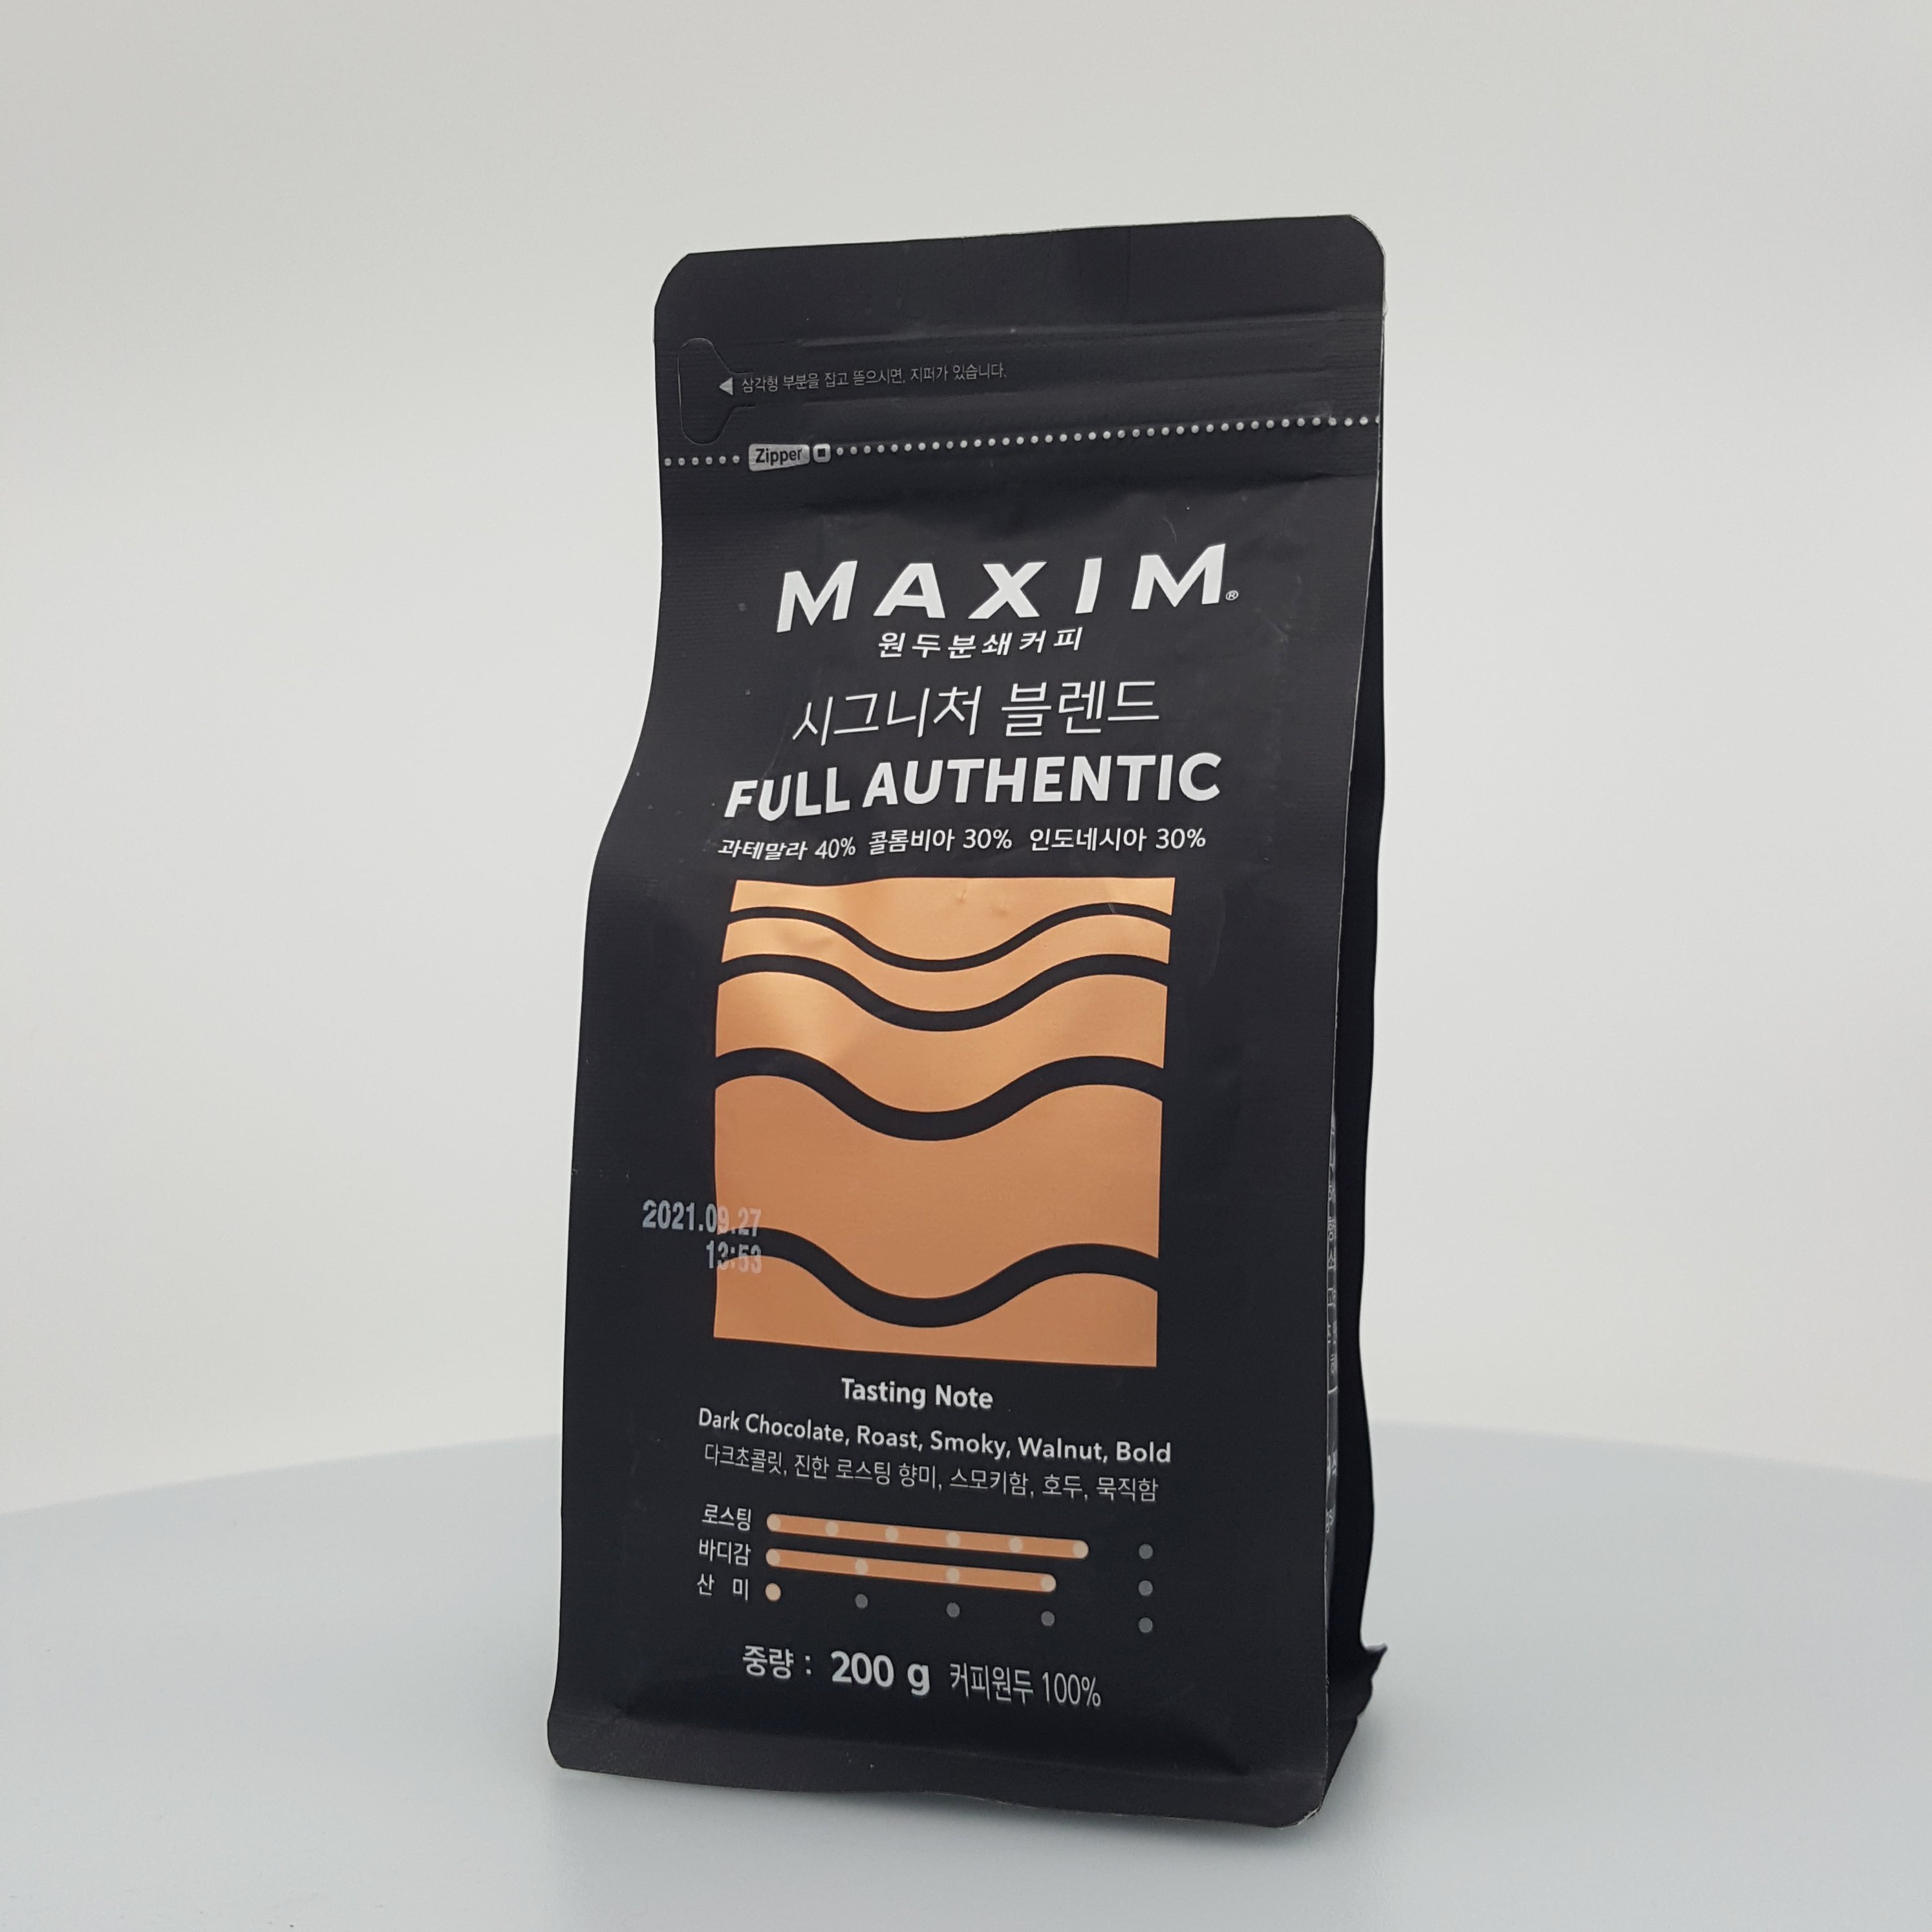 ◀ 삼각형 부분을 잡고 뜯으시면, 지퍼가 있습니다.
Zipper
MAXIM®
원두분쇄커피
시그니처 블렌드
FULL AUTHENTIC
과테말라 40% 콜롬비아 30% 인도네시아 30%
2021.09.27
13:53
Tasting Note
Dark Chocolate, Roast, Smoky, Walnut, Bold
다크초콜릿, 진한 로스팅 향미, 스모키함, 호두, 묵직함
로스팅
바디감
산 미
중량 : 200 g 커피원두 100%